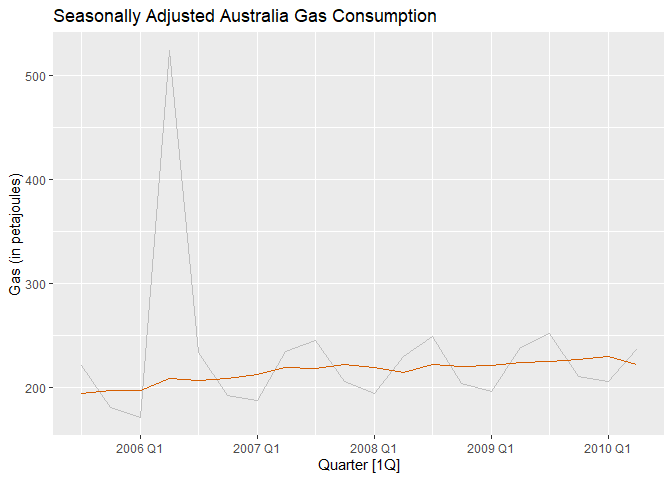 Seasonally Adjusted Australia Gas Consumption
Gas (in petajoules)
500
400
300
200
2006 Q1
2007 Q1
2008 Q1
2009 Q1
2010 Q1
Quarter [1Q]